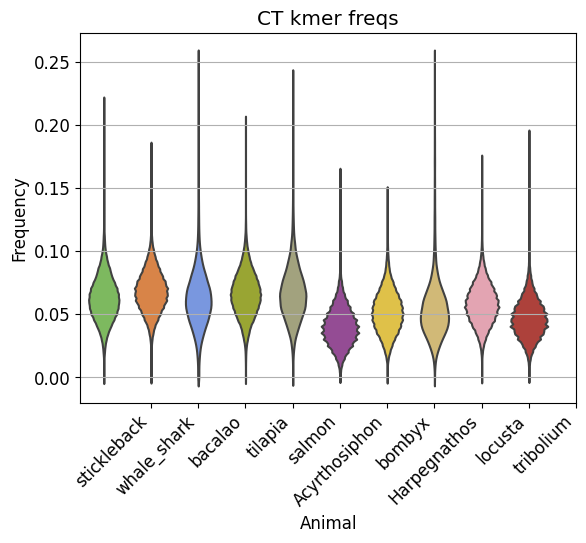 CT kmer freqs
Frequency
0.25
0.20
0.15
0.10
0.05
0.00
stickleback
whale_shark
bacalao
tilapia
salmon
Acyrthosiphon
bombyx
Harpegnathos
locusta
tribolium
Animal